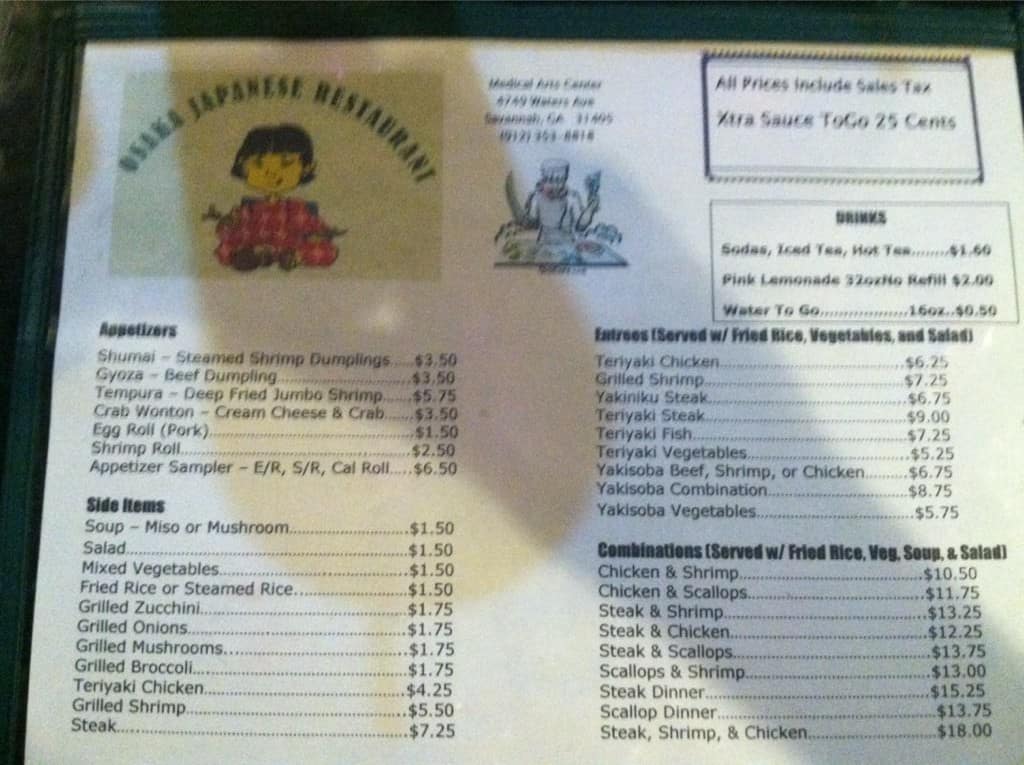 OSAKA JAPANESE RESTAURANT
Medical Arts Center
Waters Ave
Savannah, GA 31405
(912)
All Prices Include Sales Tax
Xtra Sauce ToGo 25 Cents
DRINKS
Sodas, Iced Tea, Hot Tea........$1.60
Pink Lemonade 32ozNo Refill $2.00
Water To Go..................16oz..$0.50
Appetizers
Shumai – Steamed Shrimp Dumplings....$3.50
Gyoza – Beef Dumpling..........................$3.50
Tempura – Deep Fried Jumbo Shrimp......$5.75
Crab Wonton – Cream Cheese & Crab......$3.50
Egg Roll (Pork).......................................$1.50
Shrimp Roll............................................$2.50
Appetizer Sampler – E/R, S/R, Cal Roll....$6.50
Side Items
Soup – Miso or Mushroom.......................$1.50
Salad.....................................................$1.50
Mixed Vegetables....................................$1.50
Fried Rice or Steamed Rice......................$1.50
Grilled Zucchini.......................................$1.75
Grilled Onions.........................................$1.75
Grilled Mushrooms..................................$1.75
Grilled Broccoli........................................$1.75
Teriyaki Chicken......................................$4.25
Grilled Shrimp.........................................$5.50
Steak.....................................................$7.25
Entrees (Served w/ Fried Rice, Vegetables, and Salad)
Teriyaki Chicken..................................$6.25
Grilled Shrimp.....................................$7.25
Yakiniku Steak....................................$6.75
Teriyaki Steak.....................................$9.00
Teriyaki Fish.......................................$7.25
Teriyaki Vegetables..............................$5.25
Yakisoba Beef, Shrimp, or Chicken........$6.75
Yakisoba Combination..........................$8.75
Yakisoba Vegetables.............................$5.75
Combinations (Served w/ Fried Rice, Veg, Soup, & Salad)
Chicken & Shrimp.................................$10.50
Chicken & Scallops................................$11.75
Steak & Shrimp....................................$13.25
Steak & Chicken...................................$12.25
Steak & Scallops...................................$13.75
Scallops & Shrimp.................................$13.00
Steak Dinner........................................$15.25
Scallop Dinner......................................$13.75
Steak, Shrimp, & Chicken......................$18.00